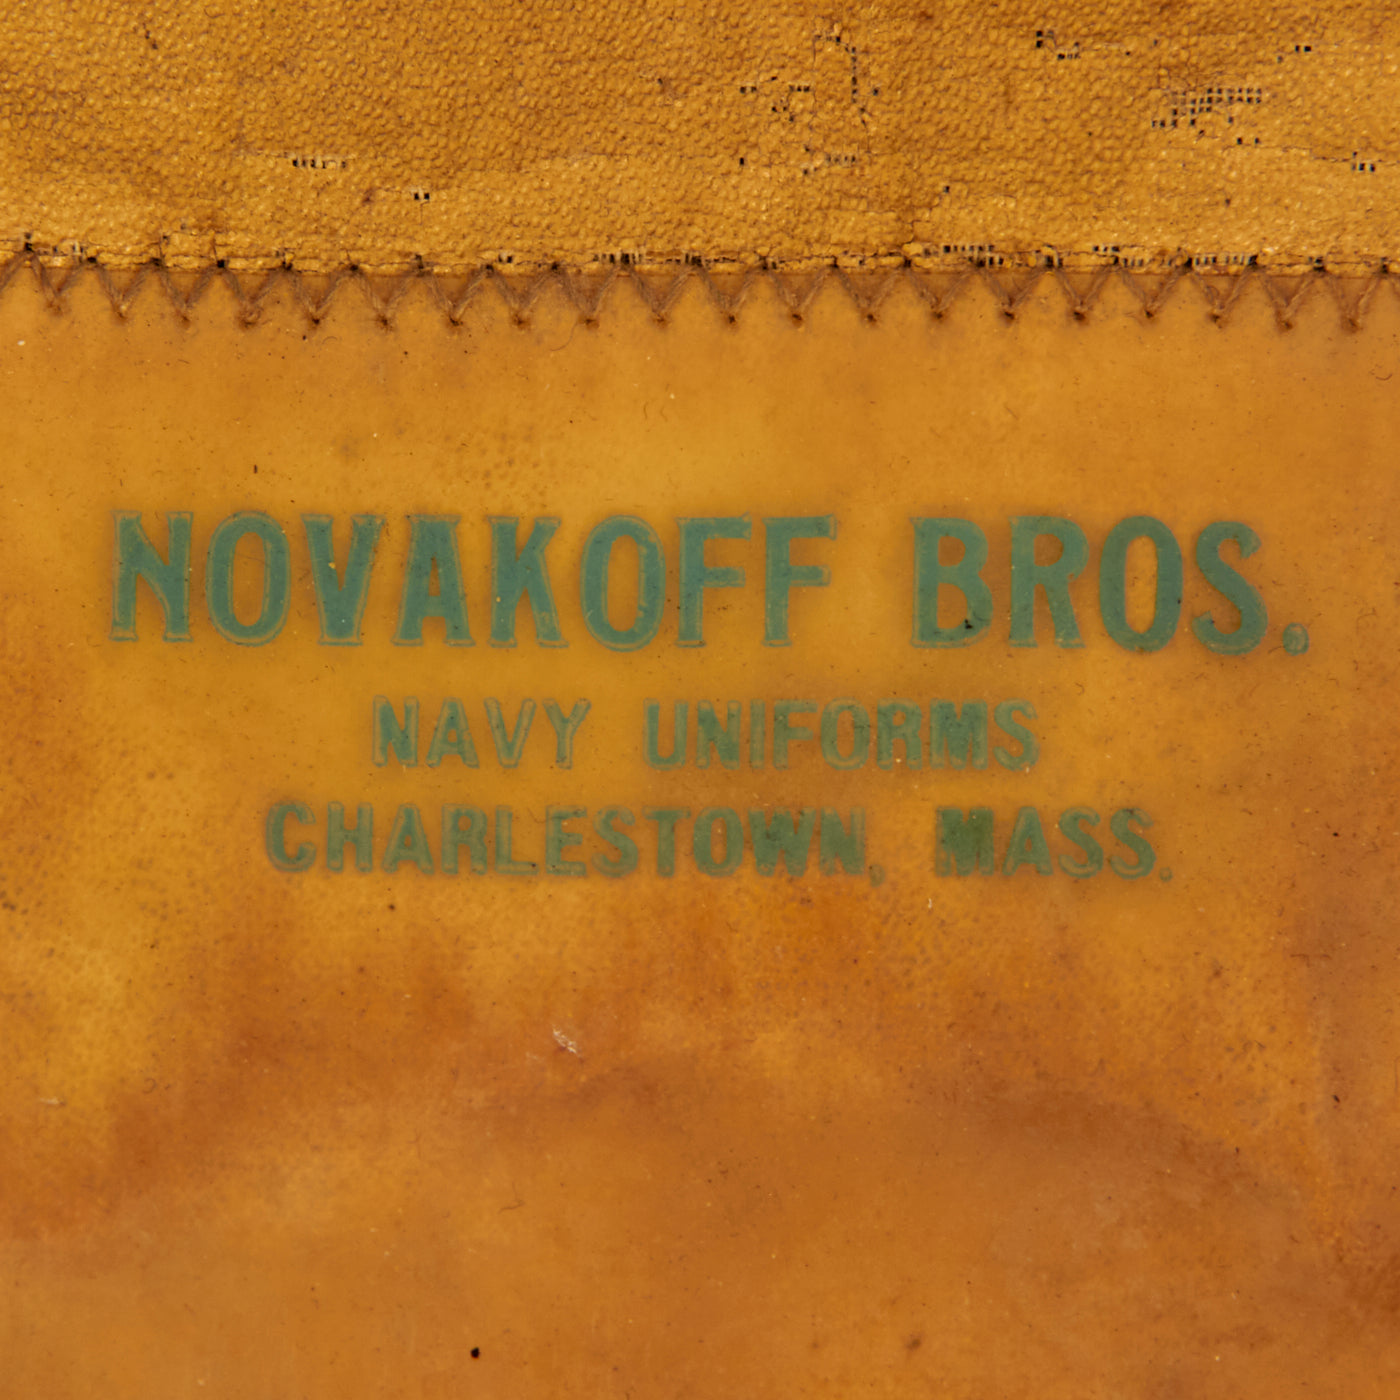 NOVAKOFF BROS.
NAVY UNIFORMS
CHARLESTOWN, MASS.